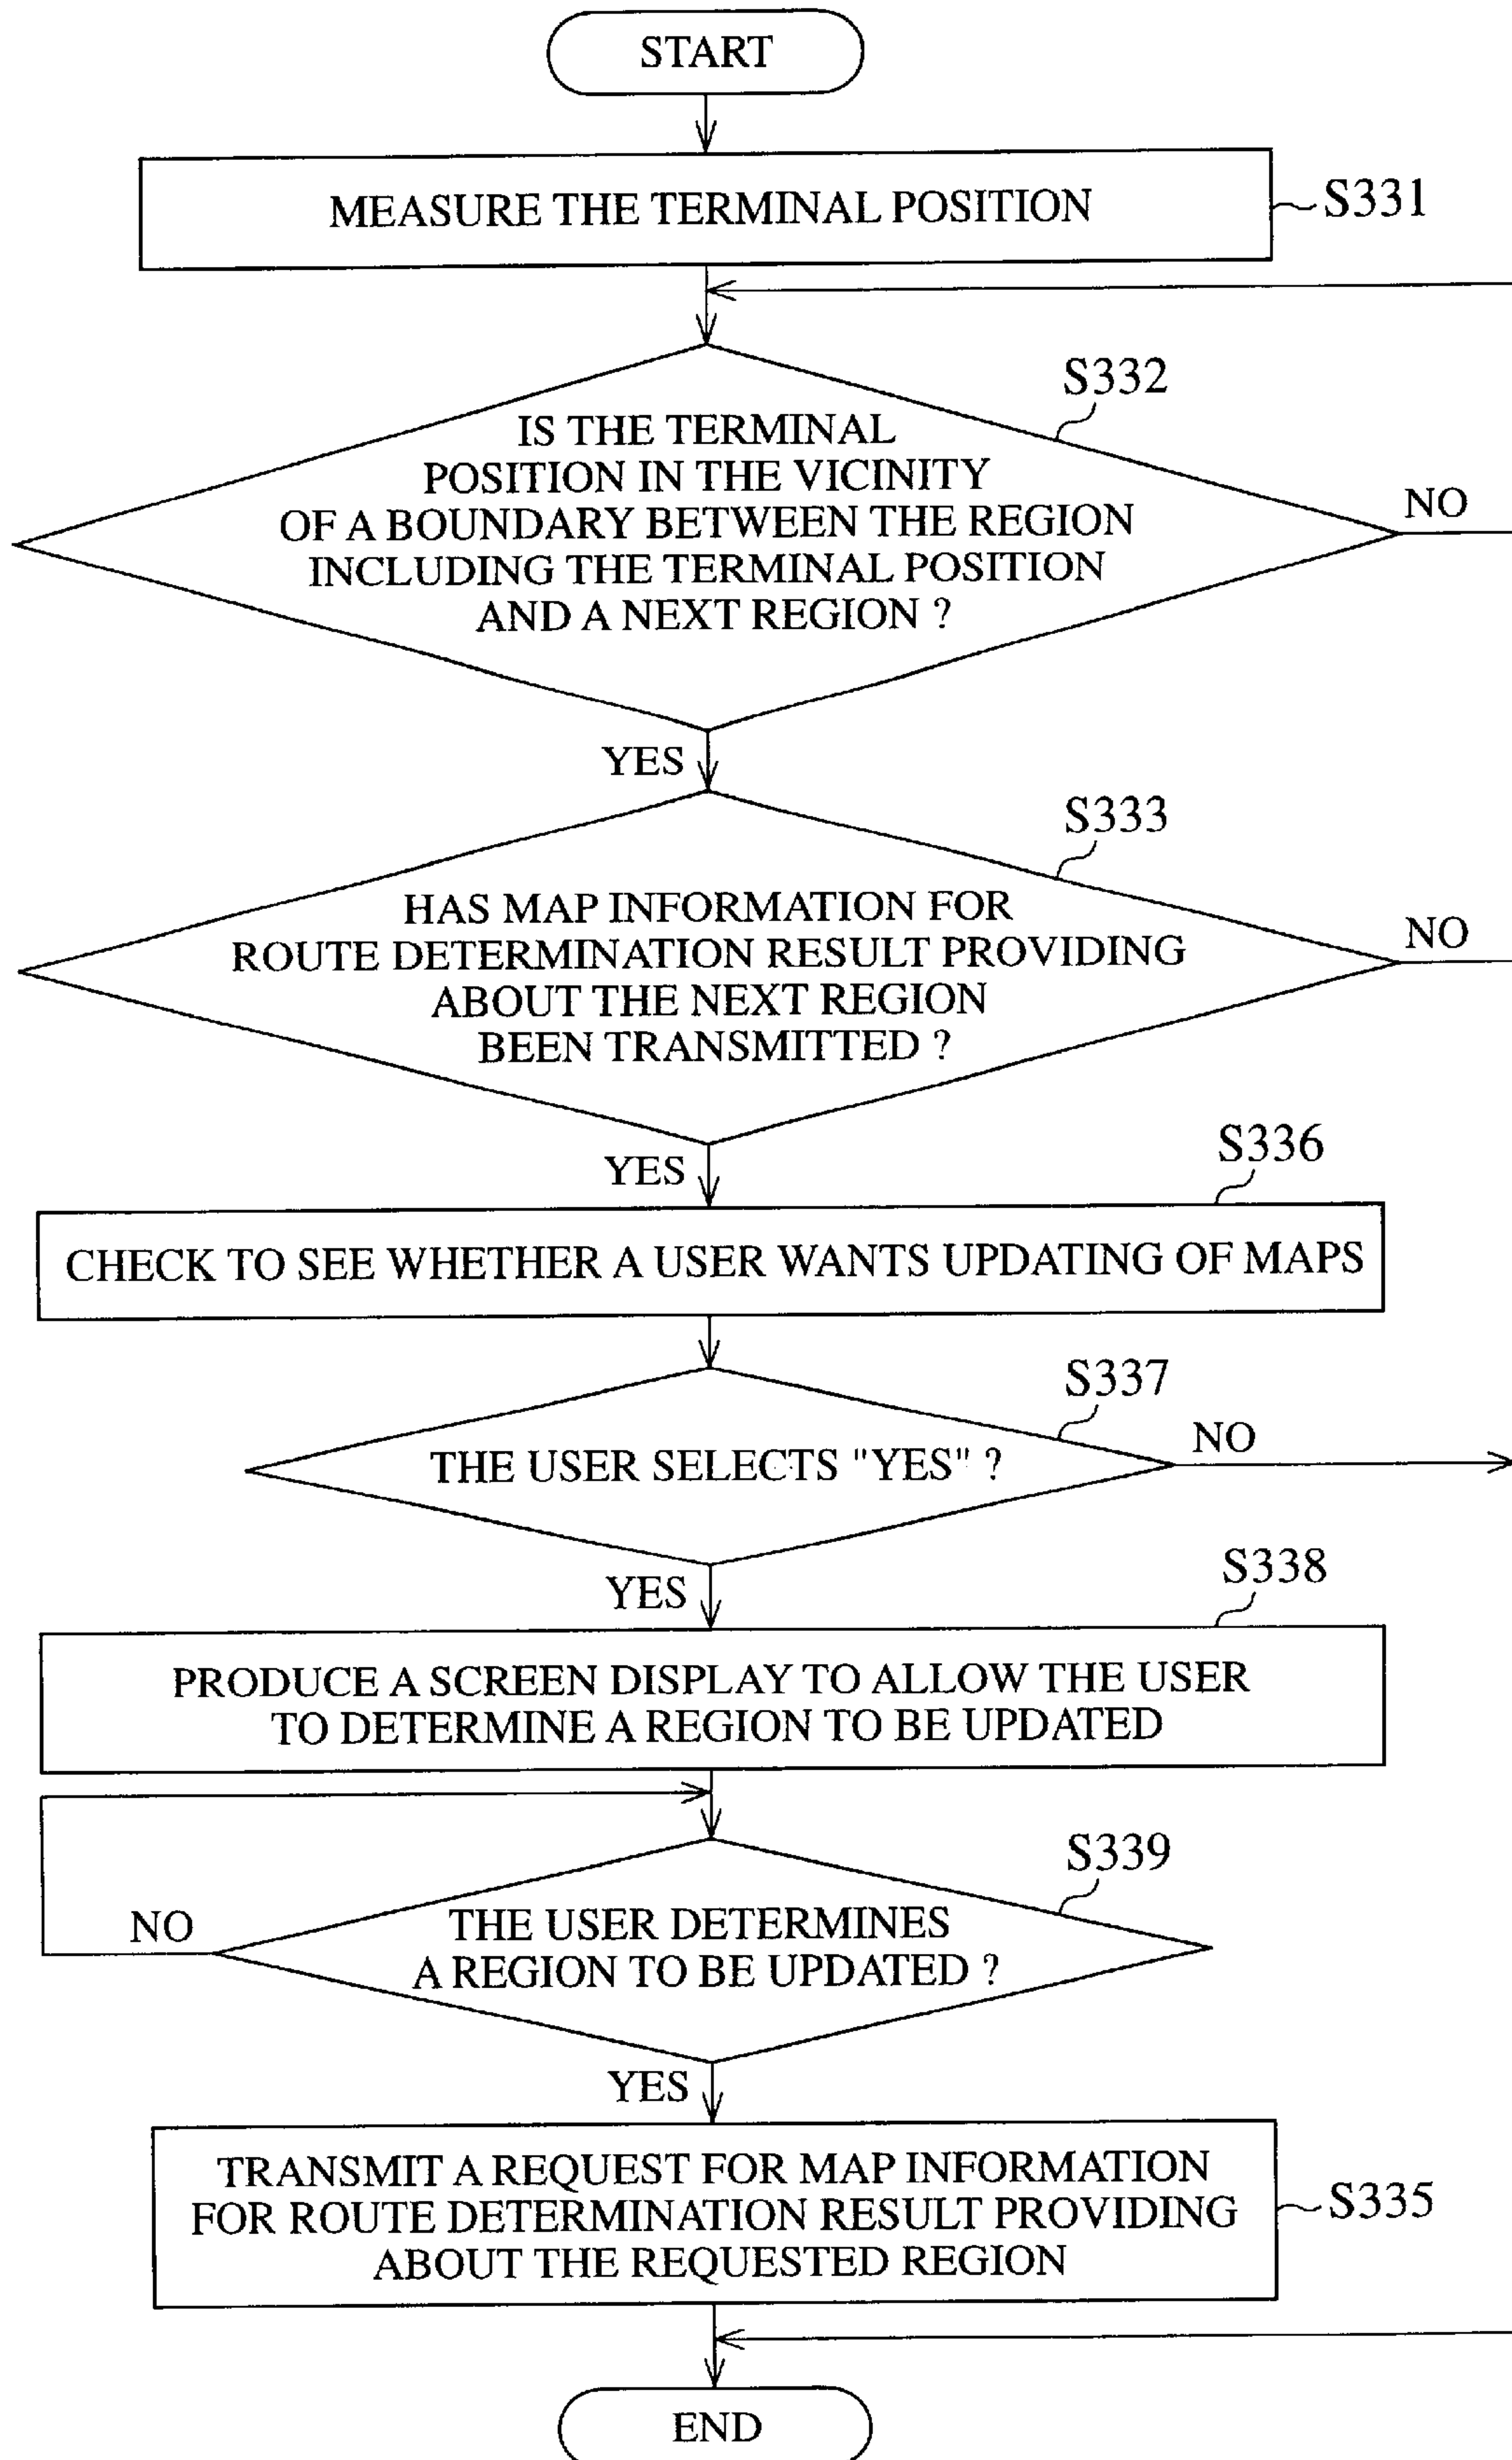 START
MEASURE THE TERMINAL POSITION
S331
S332
IS THE TERMINAL
POSITION IN THE VICINITY
OF A BOUNDARY BETWEEN THE REGION
INCLUDING THE TERMINAL POSITION
AND A NEXT REGION ?
NO
YES
S333
HAS MAP INFORMATION FOR
ROUTE DETERMINATION RESULT PROVIDING
ABOUT THE NEXT REGION
BEEN TRANSMITTED ?
NO
YES
S336
CHECK TO SEE WHETHER A USER WANTS UPDATING OF MAPS
S337
THE USER SELECTS "YES" ?
NO
YES
S338
PRODUCE A SCREEN DISPLAY TO ALLOW THE USER
TO DETERMINE A REGION TO BE UPDATED
S339
THE USER DETERMINES
A REGION TO BE UPDATED ?
NO
YES
TRANSMIT A REQUEST FOR MAP INFORMATION
FOR ROUTE DETERMINATION RESULT PROVIDING
ABOUT THE REQUESTED REGION
S335
END